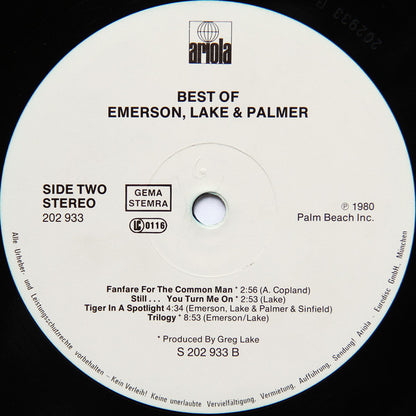 202933 B
ariola
BEST OF
EMERSON, LAKE & PALMER
SIDE TWO
STEREO
202 933
GEMA
STEMRA
LC 0116
℗ 1980
Palm Beach Inc.
Fanfare For The Common Man * 2:56 (A. Copland)
Still... You Turn Me On * 2:53 (Lake)
Tiger In A Spotlight 4:34 (Emerson, Lake & Palmer & Sinfield)
Trilogy * 8:53 (Emerson/Lake)
* Produced By Greg Lake
S 202 933 B
Alle Urheber- und Leistungsschutzrechte vorbehalten – Kein Verleih! Keine unerlaubte Vervielfältigung, Vermietung, Aufführung, Sendung! Ariola - Eurodisc GmbH., München